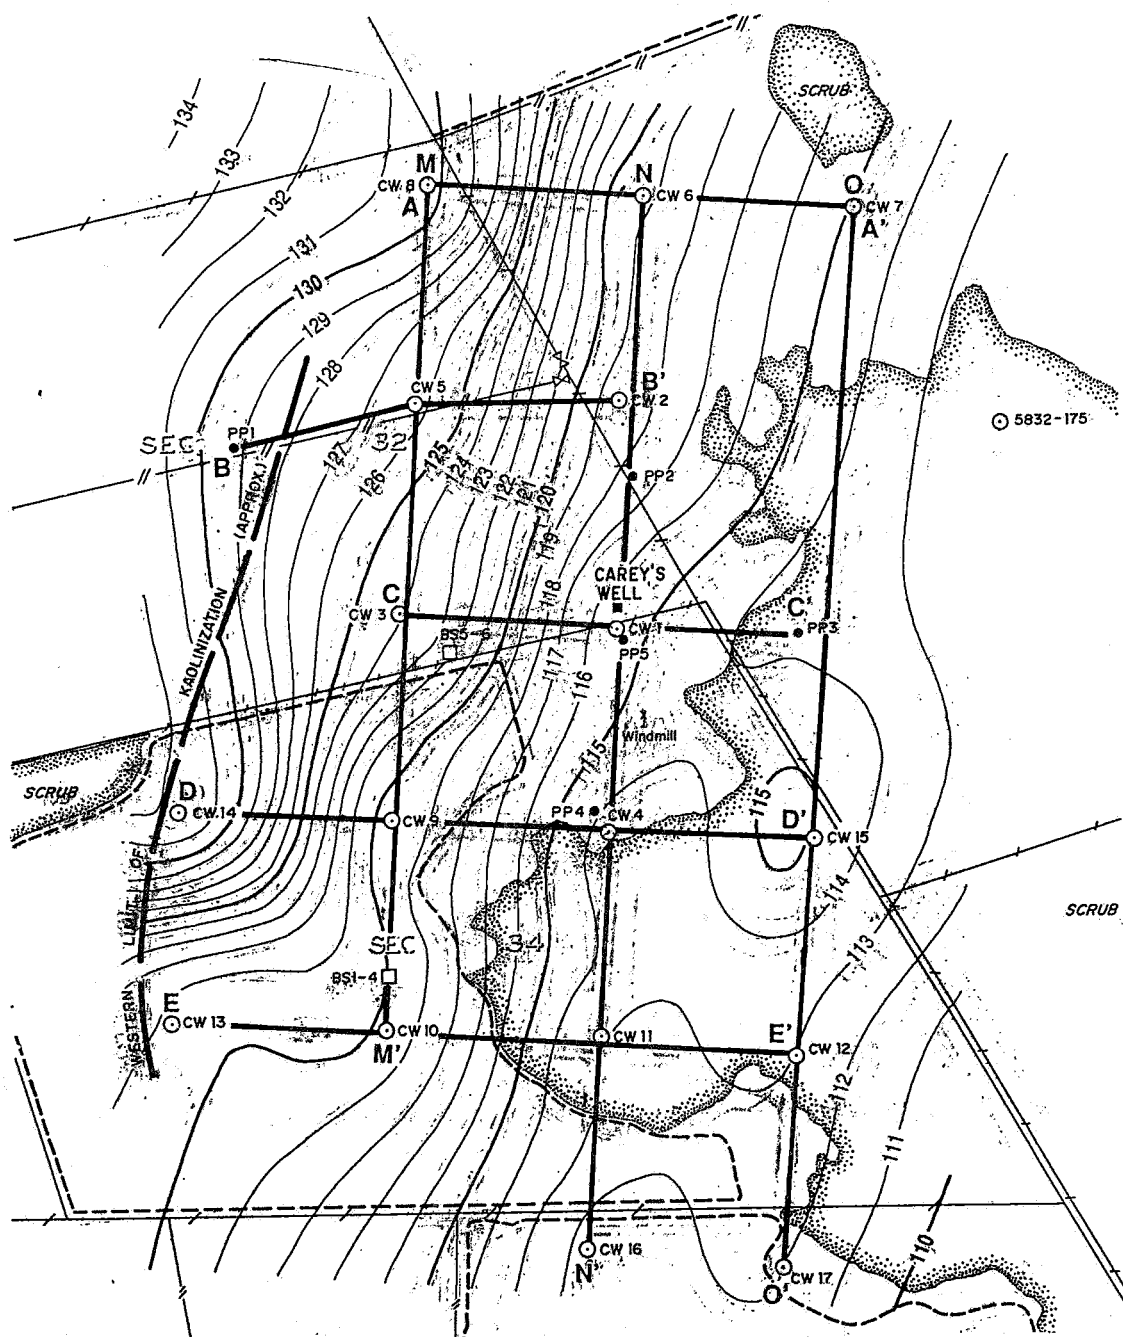 SCRUB
134
133
132
131
130
129
128
127
126
125
124
123
122
121
120
119
118
117
116
115
M
CW 8
A
N
CW 6
O
CW 7
A'
CW 5
B'
CW 2
5832-175
SEC
PP1
B
32
PP2
(APPROX.)
CAREY'S
WELL
C
CW 3
BS5-6
CW 1
PP5
C'
PP3
KAOLINIZATION
Windmill
SCRUB
D
CW 14
CW 9
PP4
CW 4
115
D'
CW 15
OF
LIMIT
WESTERN
114
SCRUB
SEC
34
113
BS1-4
E
CW 13
CW 10
M'
CW 11
E'
CW 12
112
111
110
CW 16
N'
CW 17
O'